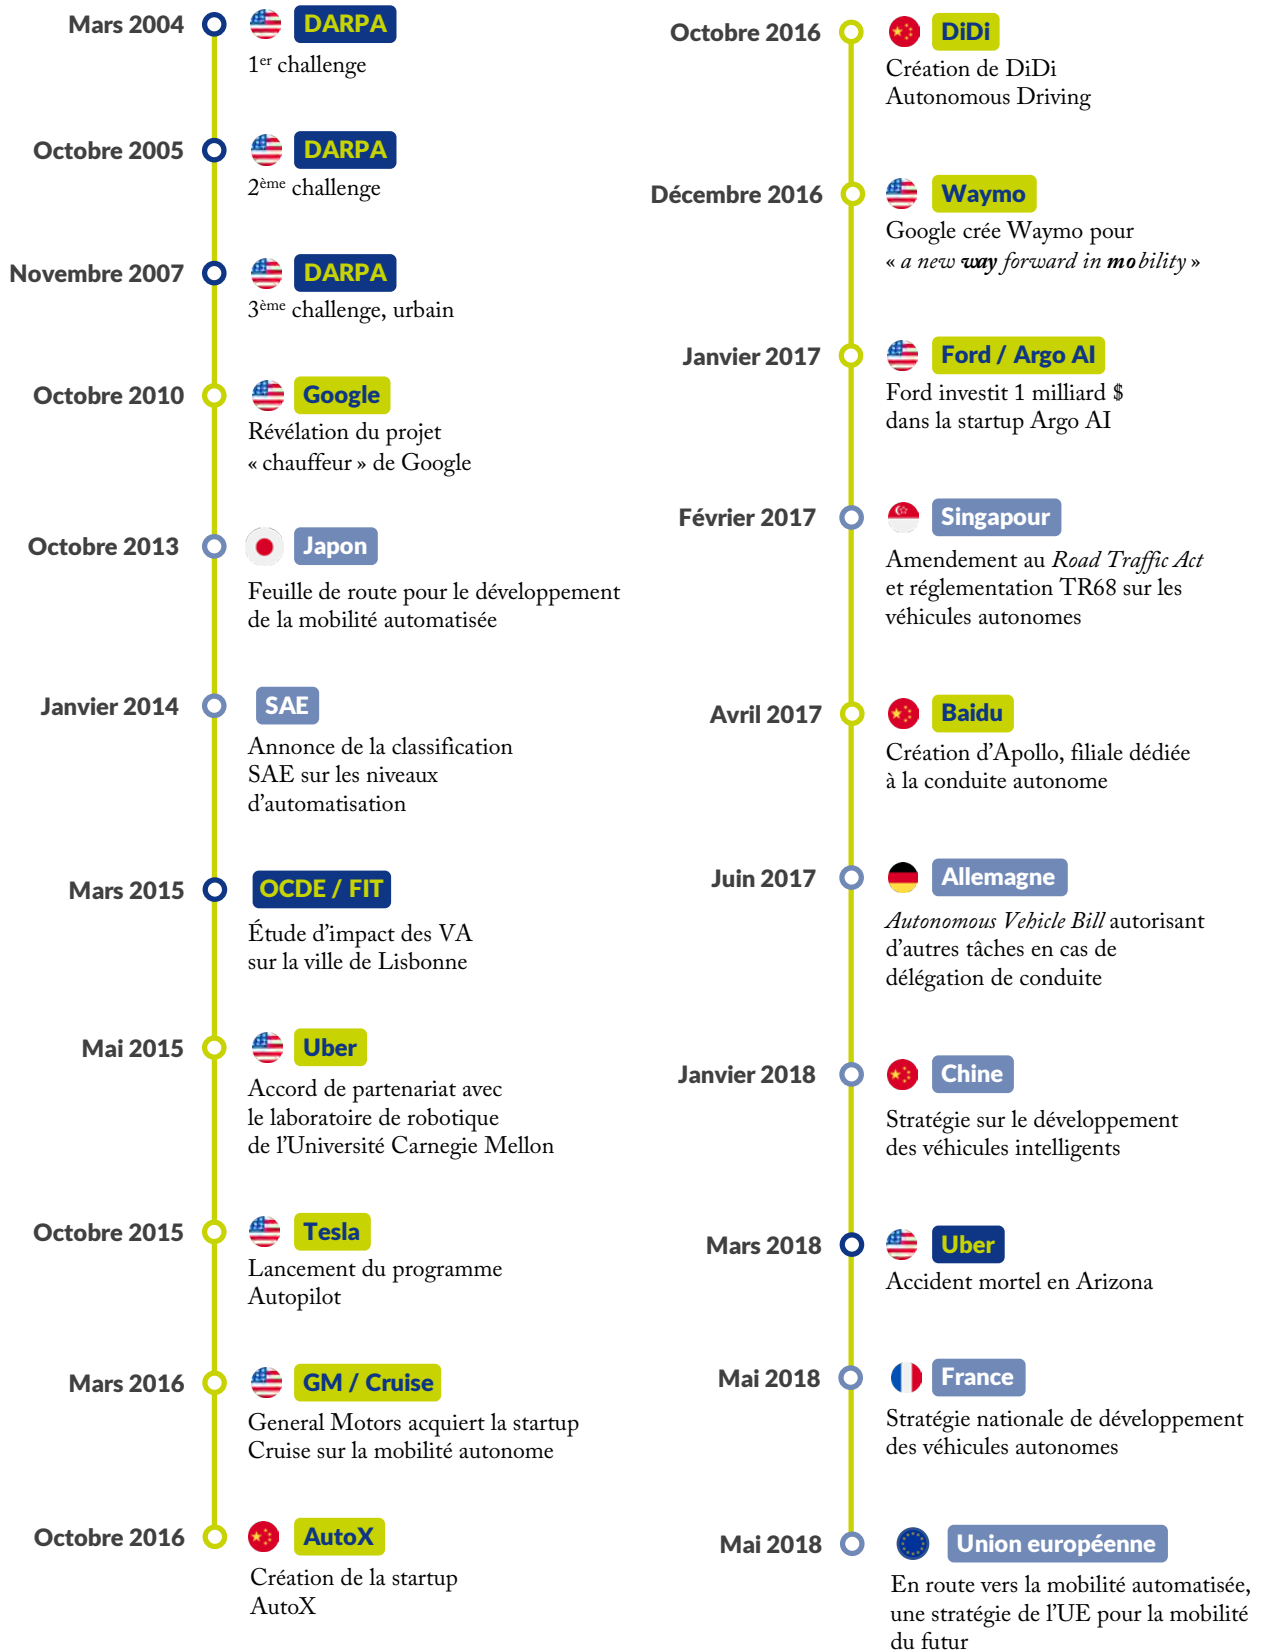 Mars 2004
DARPA
1er challenge
Octobre 2005
DARPA
2ème challenge
Novembre 2007
DARPA
3ème challenge, urbain
Octobre 2010
Google
Révélation du projet
« chauffeur » de Google
Octobre 2013
Japon
Feuille de route pour le développement
de la mobilité automatisée
Janvier 2014
SAE
Annonce de la classification
SAE sur les niveaux
d'automatisation
Mars 2015
OCDE / FIT
Étude d'impact des VA
sur la ville de Lisbonne
Mai 2015
Uber
Accord de partenariat avec
le laboratoire de robotique
de l'Université Carnegie Mellon
Octobre 2015
Tesla
Lancement du programme
Autopilot
Mars 2016
GM / Cruise
General Motors acquiert la startup
Cruise sur la mobilité autonome
Octobre 2016
AutoX
Création de la startup
AutoX
Octobre 2016
DiDi
Création de DiDi
Autonomous Driving
Décembre 2016
Waymo
Google crée Waymo pour
« a new way forward in mobility »
Janvier 2017
Ford / Argo AI
Ford investit 1 milliard $
dans la startup Argo AI
Février 2017
Singapour
Amendement au Road Traffic Act
et réglementation TR68 sur les
véhicules autonomes
Avril 2017
Baidu
Création d'Apollo, filiale dédiée
à la conduite autonome
Juin 2017
Allemagne
Autonomous Vehicle Bill autorisant
d'autres tâches en cas de
délégation de conduite
Janvier 2018
Chine
Stratégie sur le développement
des véhicules intelligents
Mars 2018
Uber
Accident mortel en Arizona
Mai 2018
France
Stratégie nationale de développement
des véhicules autonomes
Mai 2018
Union européenne
En route vers la mobilité automatisée,
une stratégie de l'UE pour la mobilité
du futur